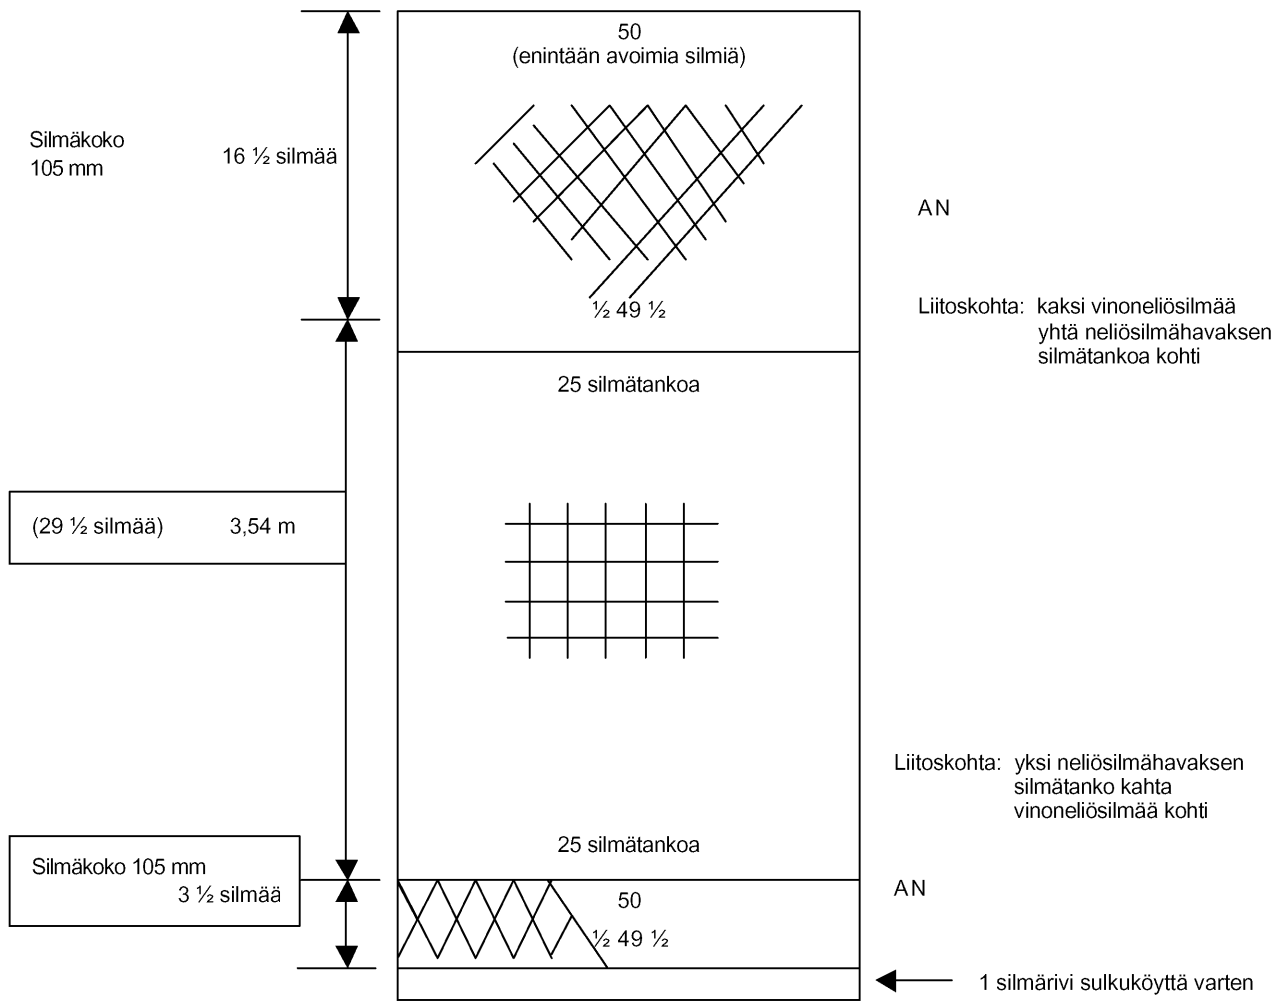 50
(enintään avoimia silmiä)
Silmäkoko
105 mm
16 ½ silmää
AN
½ 49 ½
Liitoskohta: kaksi vinoneliösilmää
yhtä neliösilmähavaksen
silmätankoa kohti
25 silmätankoa
(29 ½ silmää) 3,54 m
Liitoskohta: yksi neliösilmähavaksen
silmätanko kahta
vinoneliösilmää kohti
25 silmätankoa
Silmäkoko 105 mm
3 ½ silmää
50
AN
½ 49 ½
1 silmärivi sulkuköyttä varten